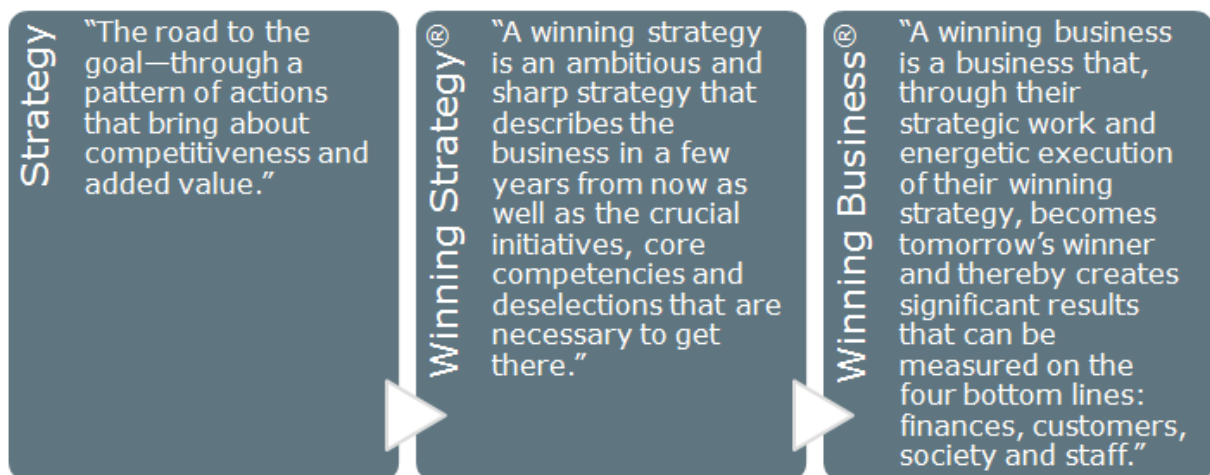 Strategy
“The road to the
goal—through a
pattern of actions
that bring about
competitiveness and
added value.”
Winning Strategy®
“A winning strategy
is an ambitious and
sharp strategy that
describes the
business in a few
years from now as
well as the crucial
initiatives, core
competencies and
deselections that are
necessary to get
there.”
Winning Business®
“A winning business
is a business that,
through their
strategic work and
energetic execution
of their winning
strategy, becomes
tomorrow’s winner
and thereby creates
significant results
that can be
measured on the
four bottom lines:
finances, customers,
society and staff.”